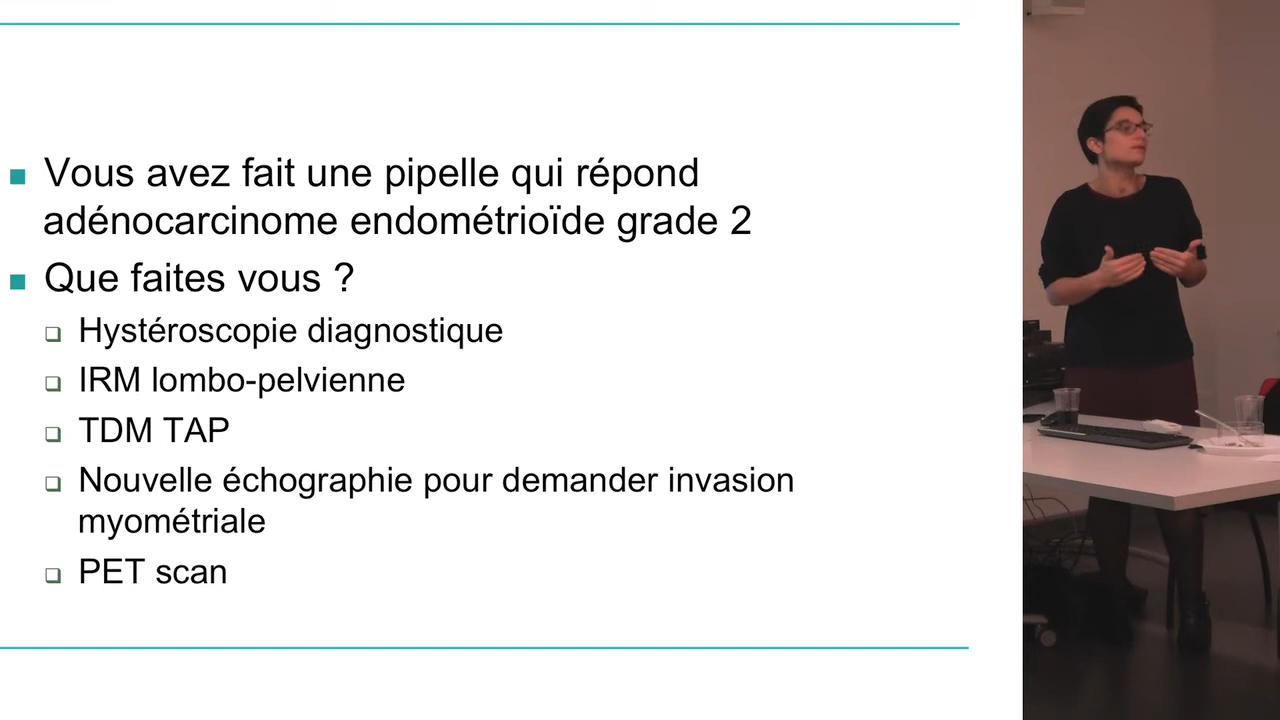 Vous avez fait une pipelle qui répond
adénocarcinome endométrioïde grade 2
Que faites vous ?
Hystéroscopie diagnostique
IRM lombo-pelvienne
TDM TAP
Nouvelle échographie pour demander invasion
myométriale
PET scan